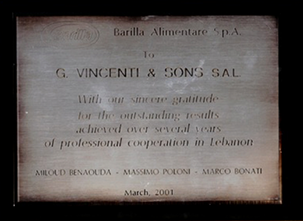 Barilla Alimentare S.p.A.
To
G. VINCENTI & SONS SAL
With our sincere gratitude
for the outstanding results
achieved over several years
of professional cooperation in Lebanon
MILOUD BENAOUDA - MASSIMO POLONI - MARCO BONATI
March, 2001